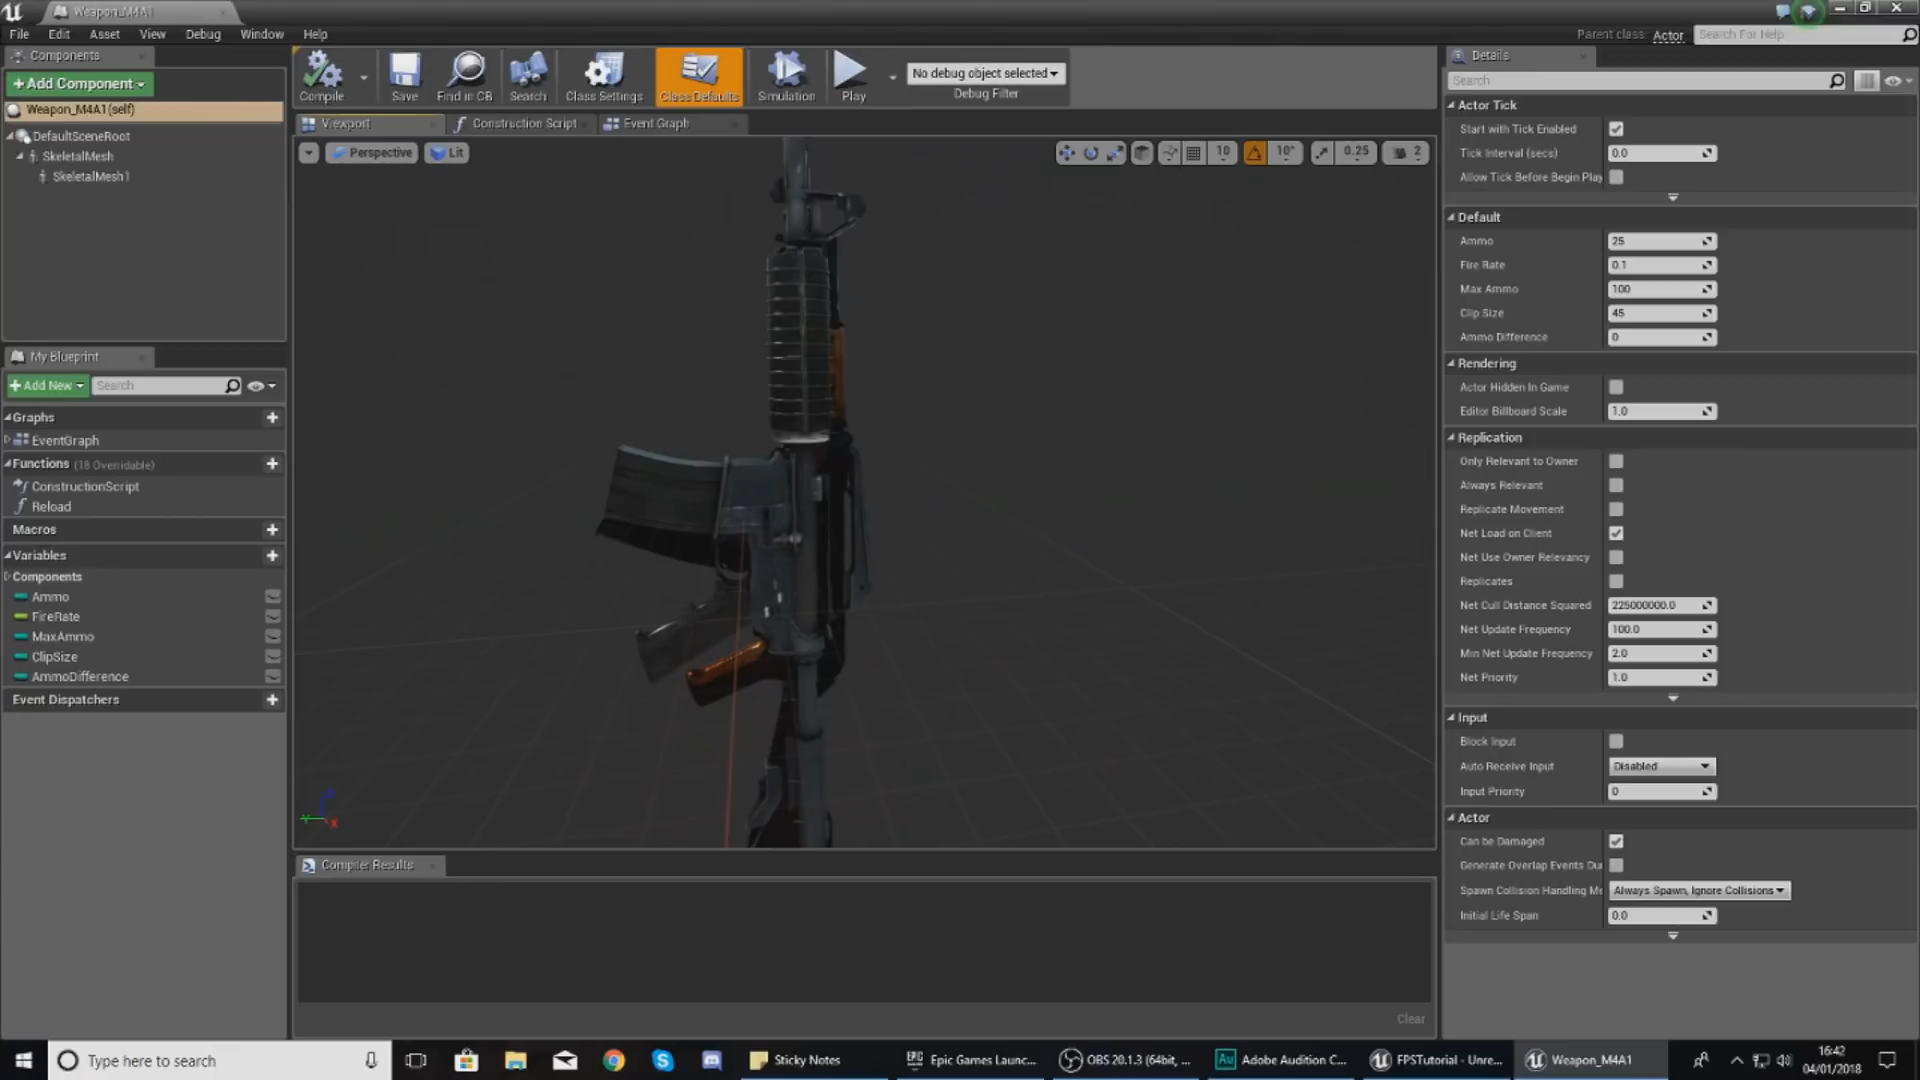 Weapon_M4A1
File Edit Asset View Debug Window Help
Parent class: Actor
Search For Help
Components
+Add Component
Weapon_M4A1(self)
DefaultSceneRoot
SkeletalMesh
SkeletalMesh1
Compile
Save
Find in CB
Search
Class Settings
Class Defaults
Simulation
Play
No debug object selected
Debug Filter
Viewport
Construction Script
Event Graph
Perspective
Lit
10
10°
0.25
2
My Blueprint
+Add New
Search
Graphs
EventGraph
Functions (18 Overridable)
ConstructionScript
Reload
Macros
Variables
Components
Ammo
FireRate
MaxAmmo
ClipSize
AmmoDifference
Event Dispatchers
Compiler Results
Clear
Details
Search
Actor Tick
Start with Tick Enabled
Tick Interval (secs) 0.0
Allow Tick Before Begin Play
Default
Ammo 25
Fire Rate 0.1
Max Ammo 100
Clip Size 45
Ammo Difference 0
Rendering
Actor Hidden In Game
Editor Billboard Scale 1.0
Replication
Only Relevant to Owner
Always Relevant
Replicate Movement
Net Load on Client
Net Use Owner Relevancy
Replicates
Net Cull Distance Squared 225000000.0
Net Update Frequency 100.0
Min Net Update Frequency 2.0
Net Priority 1.0
Input
Block Input
Auto Receive Input Disabled
Input Priority 0
Actor
Can be Damaged
Generate Overlap Events Du
Spawn Collision Handling Me Always Spawn, Ignore Collisions
Initial Life Span 0.0
Type here to search
Sticky Notes
Epic Games Launc...
OBS 20.1.3 (64bit, ...
Au Adobe Audition C...
FPSTutorial - Unre...
Weapon_M4A1
16:42
04/01/2018